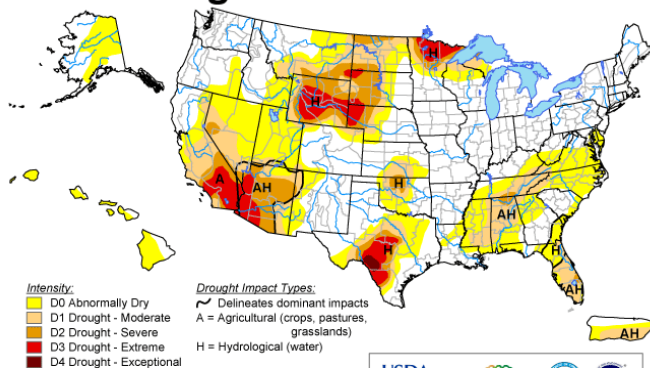 H
H
A
AH
H
AH
H
H
AH
AH
Intensity:
D0 Abnormally Dry
D1 Drought - Moderate
D2 Drought - Severe
D3 Drought - Extreme
D4 Drought - Exceptional
Drought Impact Types:
Delineates dominant impacts
A = Agricultural (crops, pastures,
grasslands)
H = Hydrological (water)
USDA